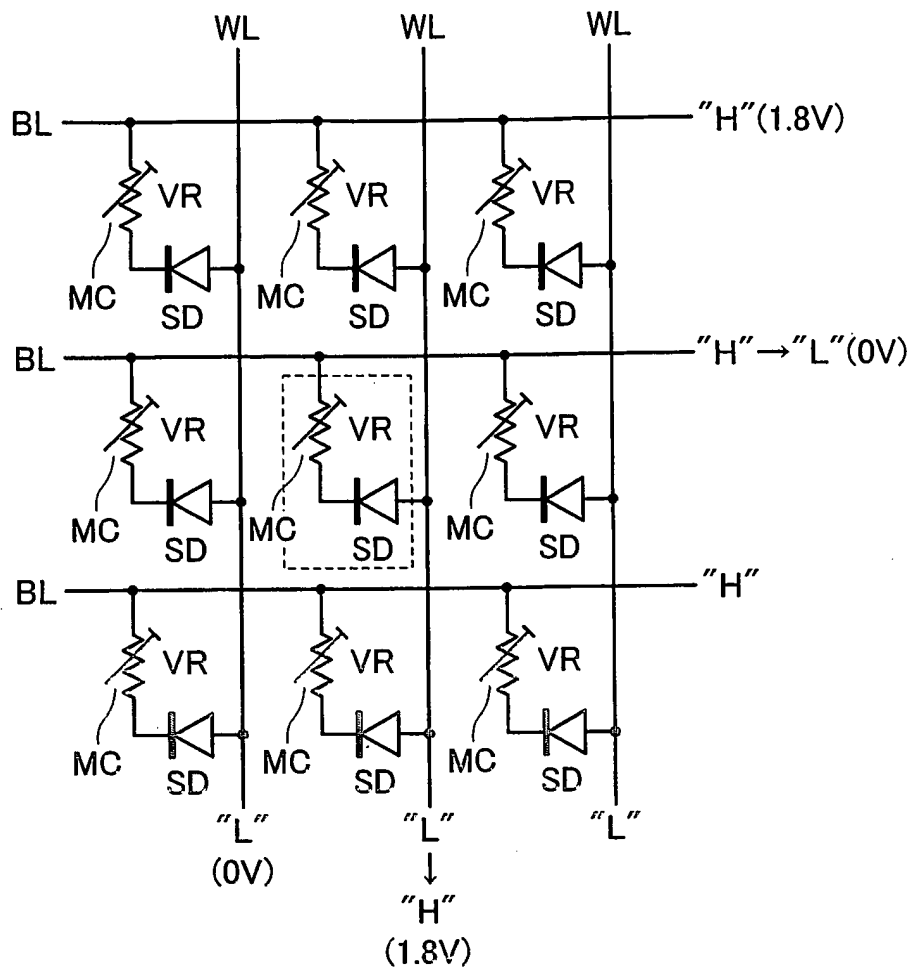 WL WL WL
BL "H"(1.8V)
VR VR VR
MC SD MC SD MC SD
BL "H"→"L"(0V)
VR VR VR
MC SD MC SD MC SD
BL "H"
VR VR VR
MC SD MC SD MC SD
"L" "L" "L"
(0V) ↓
"H"
(1.8V)